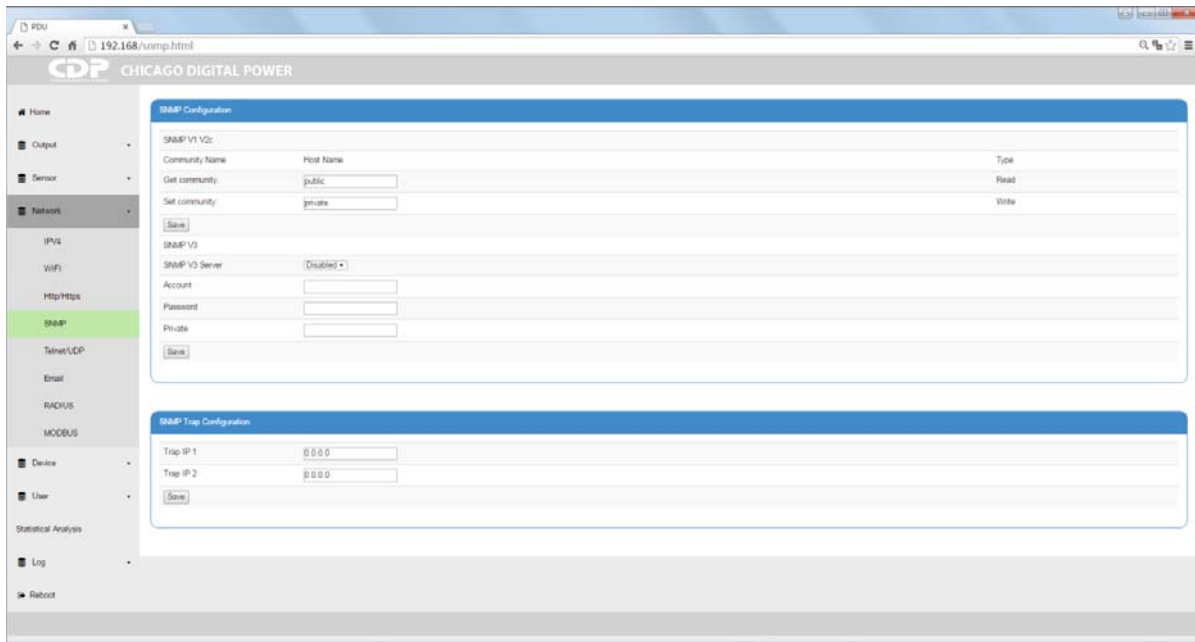 PDU
192.168/snmp.html
CDP CHICAGO DIGITAL POWER
Home
Output
Sensor
Network
IPV4
WIFI
Http/Https
SNMP
Telnet/UDP
Email
RADIUS
MODBUS
Device
User
Statistical Analysis
Log
Reboot
SNMP Configuration
SNMP V1 V2c
Community Name Host Name Type
Get community: public Read
Set community: private Write
Save
SNMP V3
SNMP V3 Server Disabled
Account
Password
Private
Save
SNMP Trap Configuration
Trap IP 1 0.0.0.0
Trap IP 2 0.0.0.0
Save